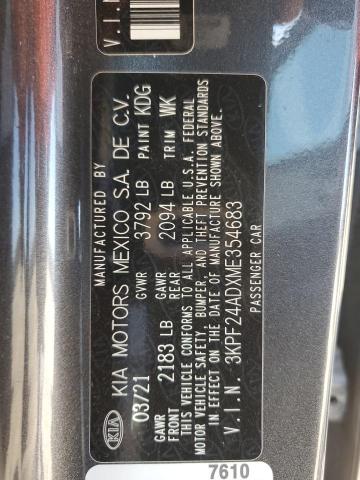 V.I.N
MANUFACTURED BY
KIA KIA MOTORS MEXICO S.A. DE C.V.
03/21 GVWR 3792 LB PAINT KDG
GAWR FRONT 2183 LB GAWR REAR 2094 LB TRIM WK
THIS VEHICLE CONFORMS TO ALL APPLICABLE U.S.A. FEDERAL
MOTOR VEHICLE SAFETY, BUMPER, AND THEFT PREVENTION STANDARDS
IN EFFECT ON THE DATE OF MANUFACTURE SHOWN ABOVE.
V.I.N. 3KPF24ADXME354683
PASSENGER CAR
7610